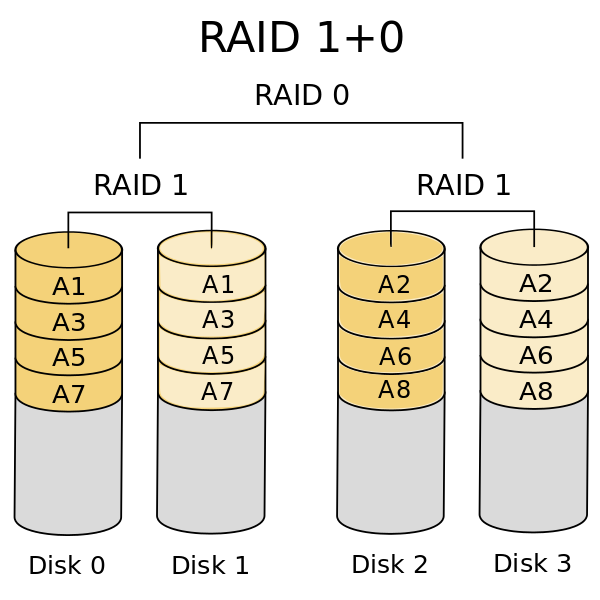 RAID 1+0
RAID 0
RAID 1
RAID 1
A1
A3
A5
A7
A1
A3
A5
A7
A2
A4
A6
A8
A2
A4
A6
A8
Disk 0
Disk 1
Disk 2
Disk 3